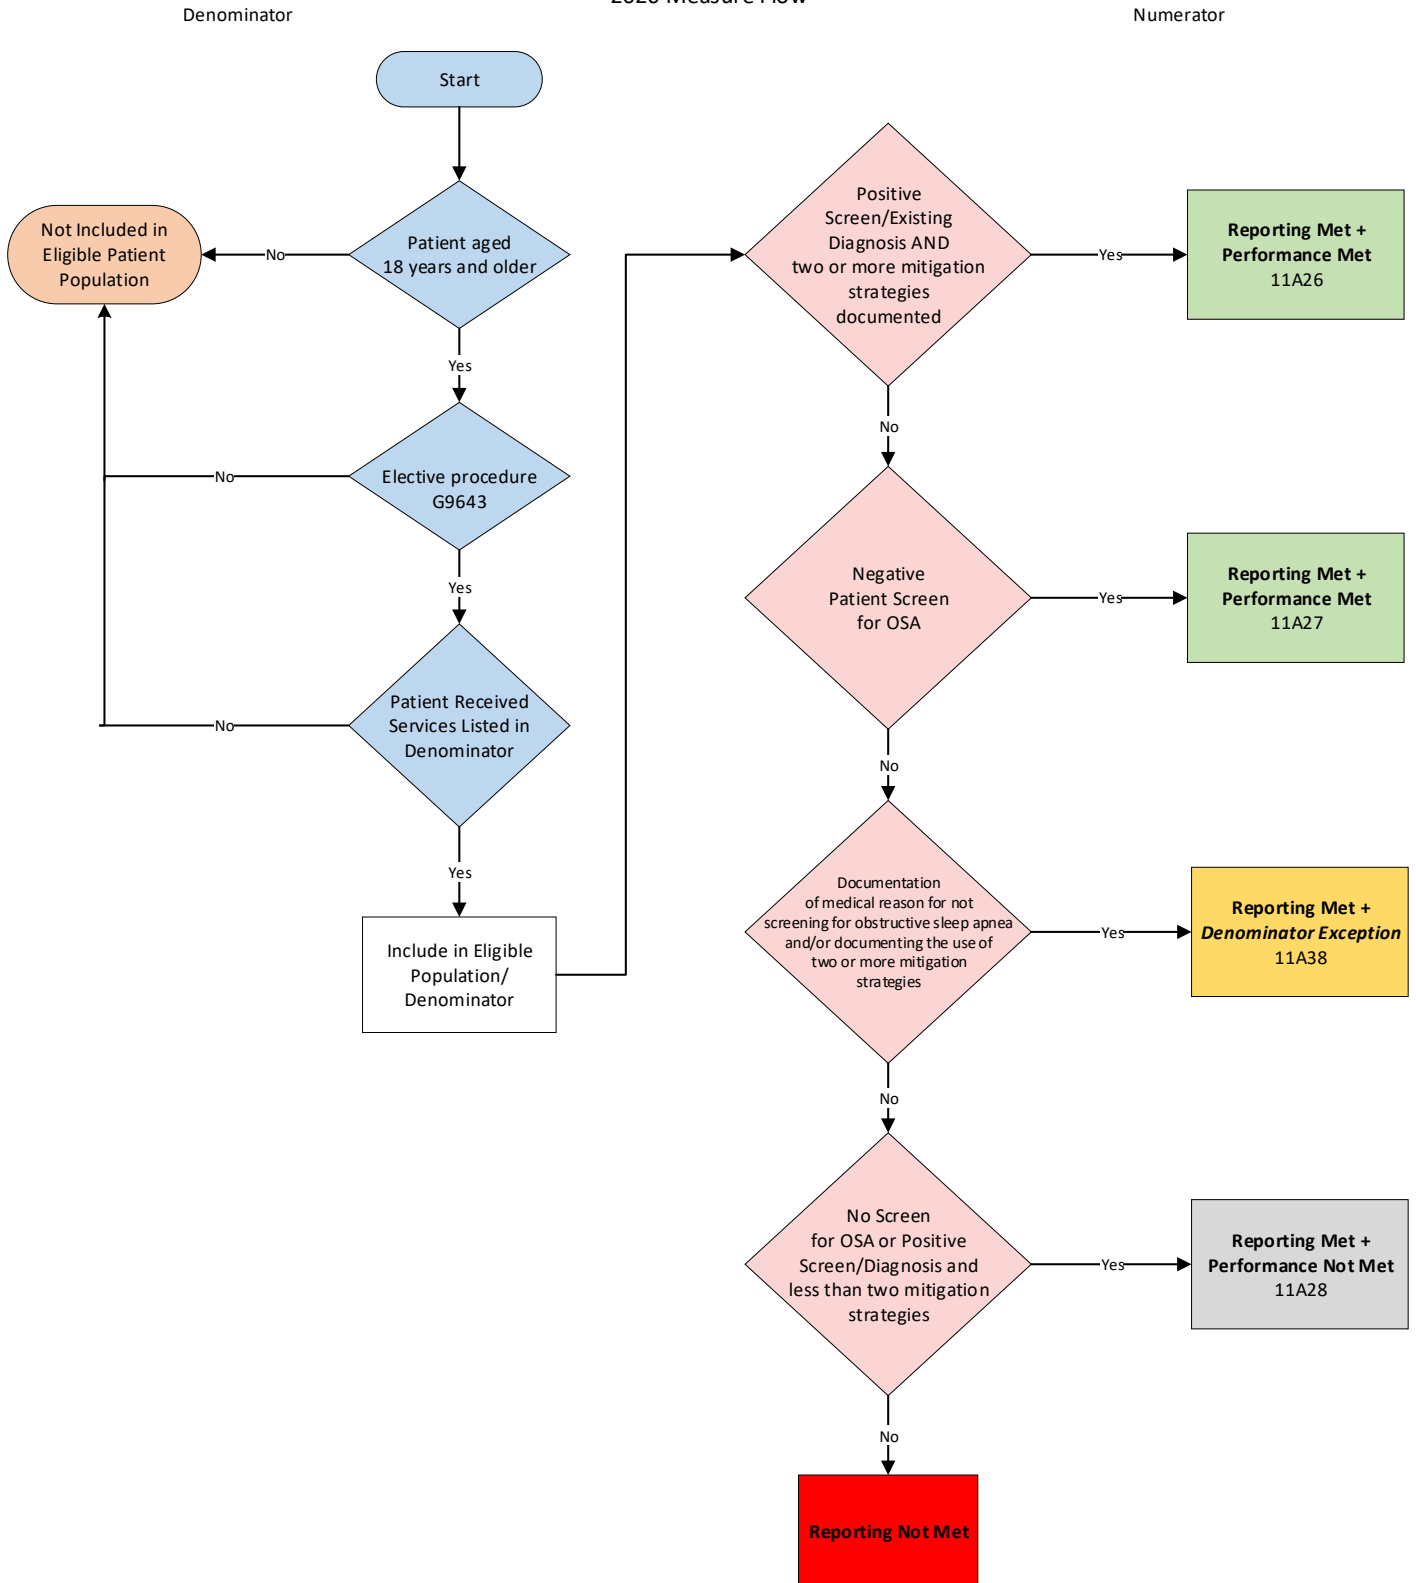 Denominator
Numerator
Start
Patient aged
18 years and older
No
Not Included in
Eligible Patient
Population
Yes
Elective procedure
G9643
No
Yes
Patient Received
Services Listed in
Denominator
No
Yes
Include in Eligible
Population/
Denominator
Positive
Screen/Existing
Diagnosis AND
two or more mitigation
strategies
documented
Yes
Reporting Met +
Performance Met
11A26
No
Negative
Patient Screen
for OSA
Yes
Reporting Met +
Performance Met
11A27
No
Documentation
of medical reason for not
screening for obstructive sleep apnea
and/or documenting the use of
two or more mitigation
strategies
Yes
Reporting Met +
Denominator Exception
11A38
No
No Screen
for OSA or Positive
Screen/Diagnosis and
less than two mitigation
strategies
Yes
Reporting Met +
Performance Not Met
11A28
No
Reporting Not Met